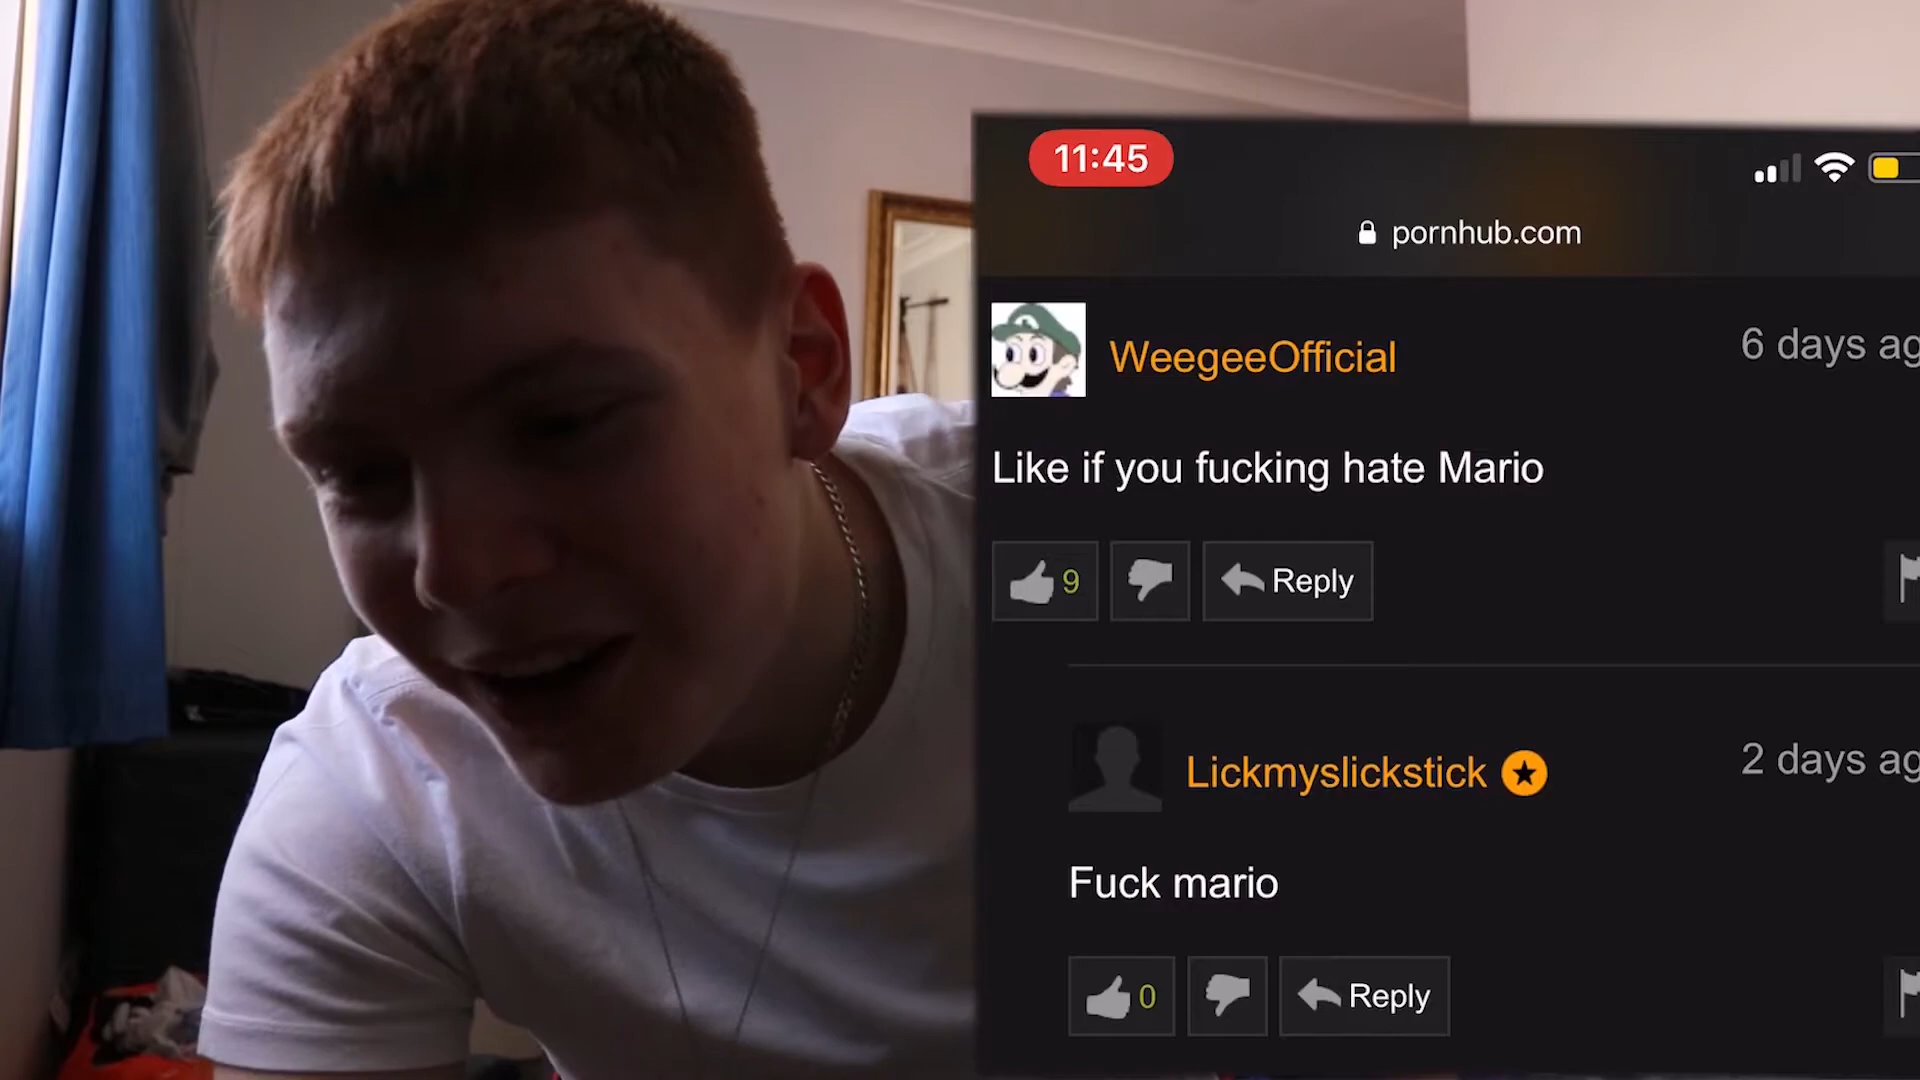 11:45
pornhub.com
WeegeeOfficial
6 days ag
Like if you fucking hate Mario
9
Reply
Lickmyslickstick
2 days ag
Fuck mario
0
Reply